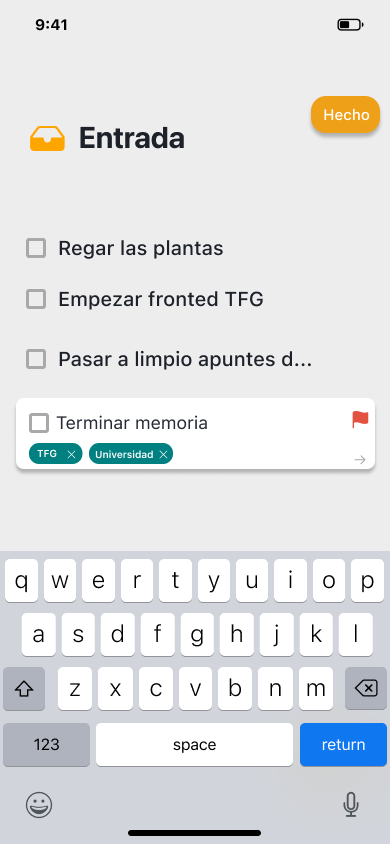 9:41
Hecho
Entrada
Regar las plantas
Empezar fronted TFG
Pasar a limpio apuntes d...
Terminar memoria
TFG
Universidad
q w e r t y u i o p
a s d f g h j k l
z x c v b n m
123 space return